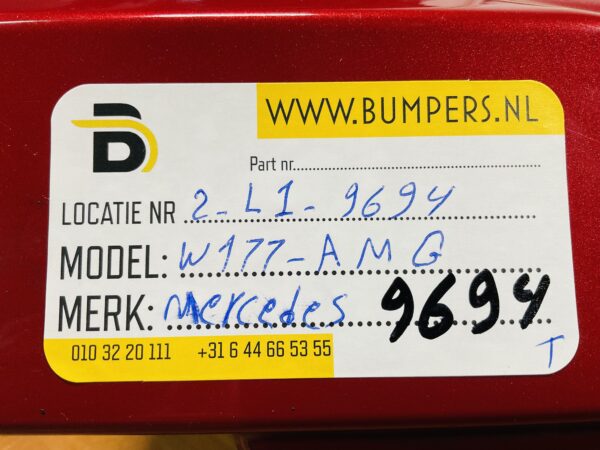 WWW.BUMPERS.NL
Part nr
LOCATIE NR 2-L1-9694
MODEL: W177-AMG
MERK: Mercedes 9694
010 32 20 111 +31 6 44 66 53 55 T